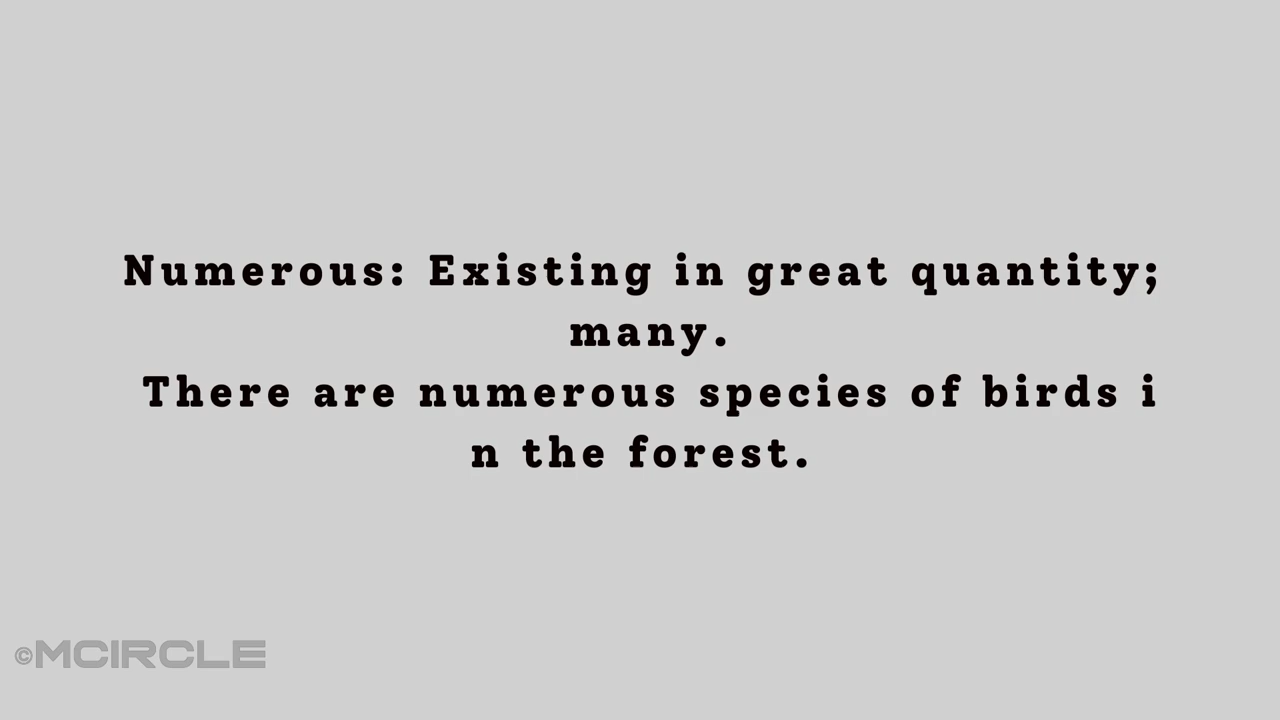 Numerous: Existing in great quantity;
many.
There are numerous species of birds i
n the forest.
©MCIRCLE